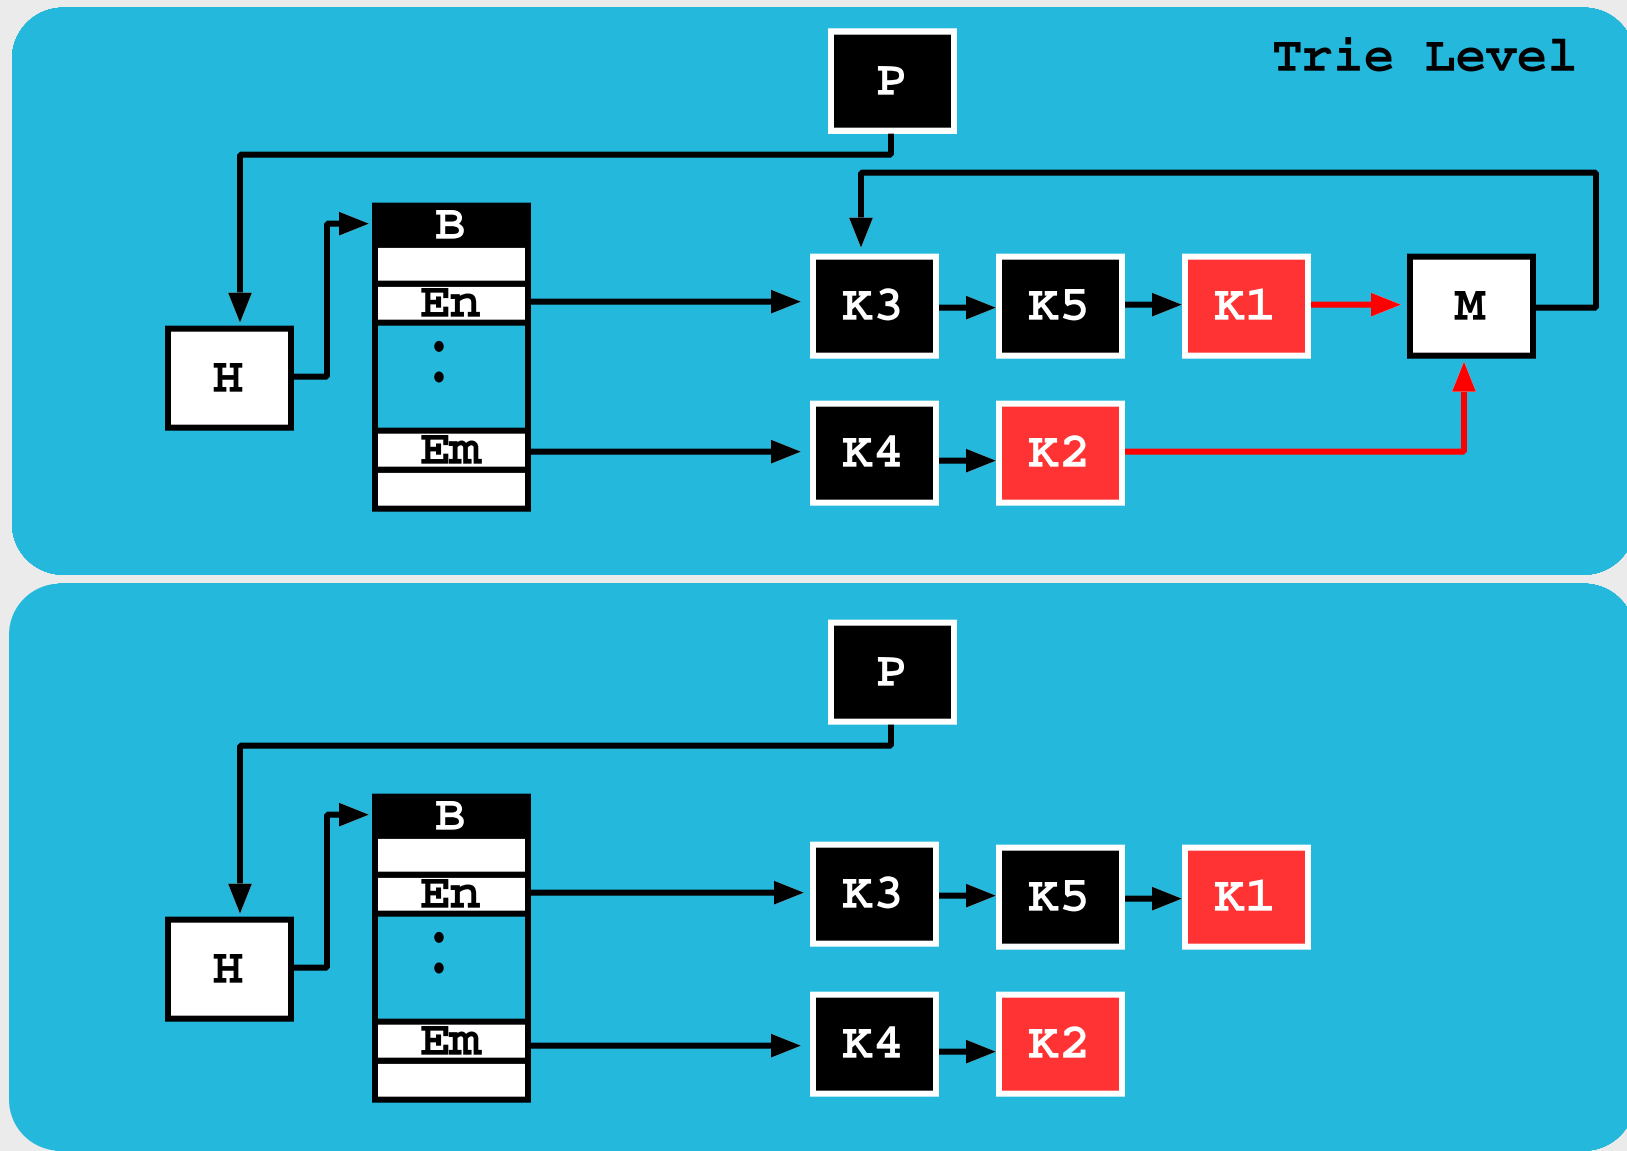 P
Trie Level
B
En
K3 K5 K1 M
:
H
K4 K2
Em
P
B
En
K3 K5 K1
:
H
Em
K4 K2